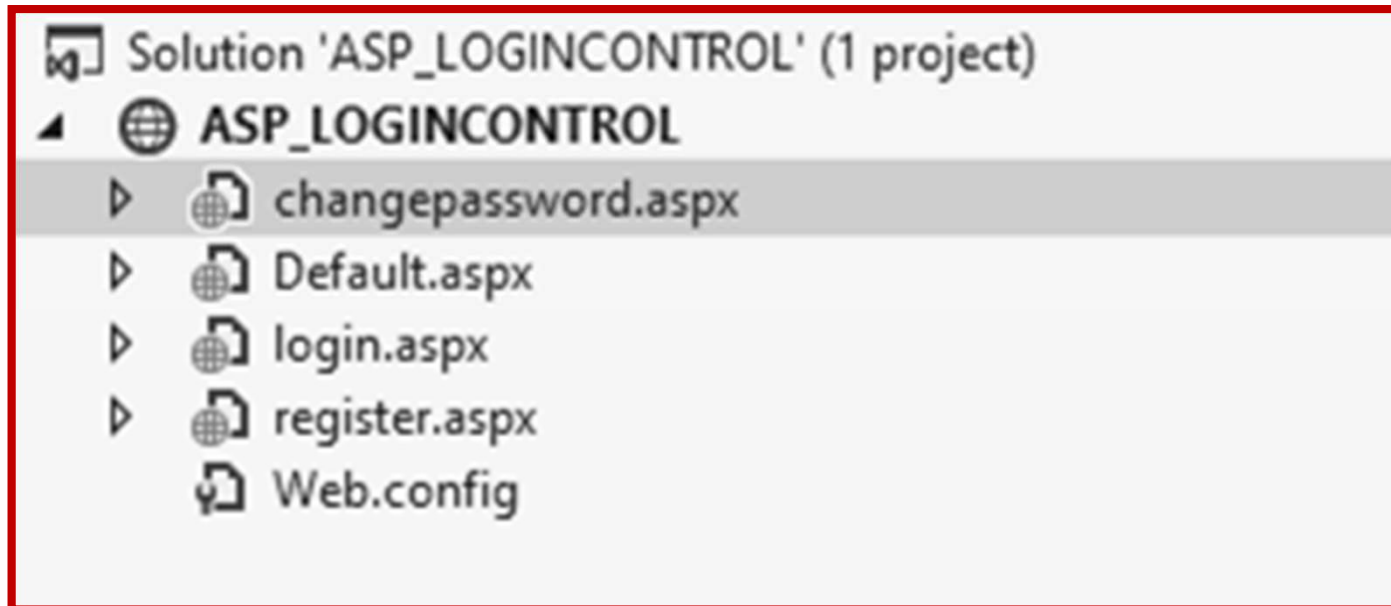 Solution 'ASP_LOGINCONTROL' (1 project)
ASP_LOGINCONTROL
changepassword.aspx
Default.aspx
login.aspx
register.aspx
Web.config